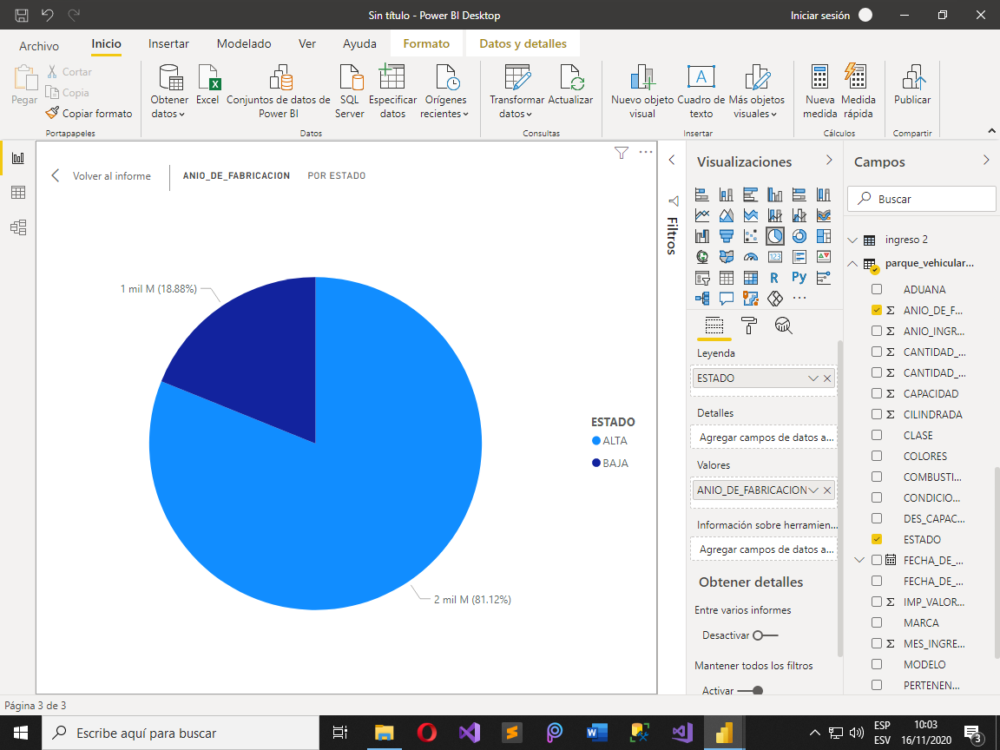 Sin título - Power BI Desktop
Iniciar sesión
Archivo
Inicio
Insertar
Modelado
Ver
Ayuda
Formato
Datos y detalles
Pegar
Cortar
Copia
Copiar formato
Portapapeles
Obtener datos
Excel
Conjuntos de datos de Power BI
SQL Server
Especificar datos
Orígenes recientes
Datos
Transformar datos
Actualizar
Consultas
Nuevo objeto visual
Cuadro de texto
Más objetos visuales
Insertar
Nueva medida
Medida rápida
Cálculos
Publicar
Compartir
Volver al informe
ANIO_DE_FABRICACION
POR ESTADO
1 mil M (18.88%)
2 mil M (81.12%)
ESTADO
ALTA
BAJA
Filtros
Visualizaciones
R
Py
123
Leyenda
ESTADO
Detalles
Agregar campos de datos a...
Valores
ANIO_DE_FABRICACION
Información sobre herramien...
Agregar campos de datos a...
Obtener detalles
Entre varios informes
Desactivar
Mantener todos los filtros
Activar
Campos
Buscar
ingreso 2
parque_vehicular...
ADUANA
ANIO_DE_F...
ANIO_INGR...
CANTIDAD_...
CANTIDAD_...
CAPACIDAD
CILINDRADA
CLASE
COLORES
COMBUSTI...
CONDICIO...
DES_CAPAC...
ESTADO
FECHA_DE_...
FECHA_DE_...
IMP_VALOR...
MARCA
MES_INGRE...
MODELO
PERTENEN...
Página 3 de 3
Escribe aquí para buscar
ESP
ESV
10:03
16/11/2020
3